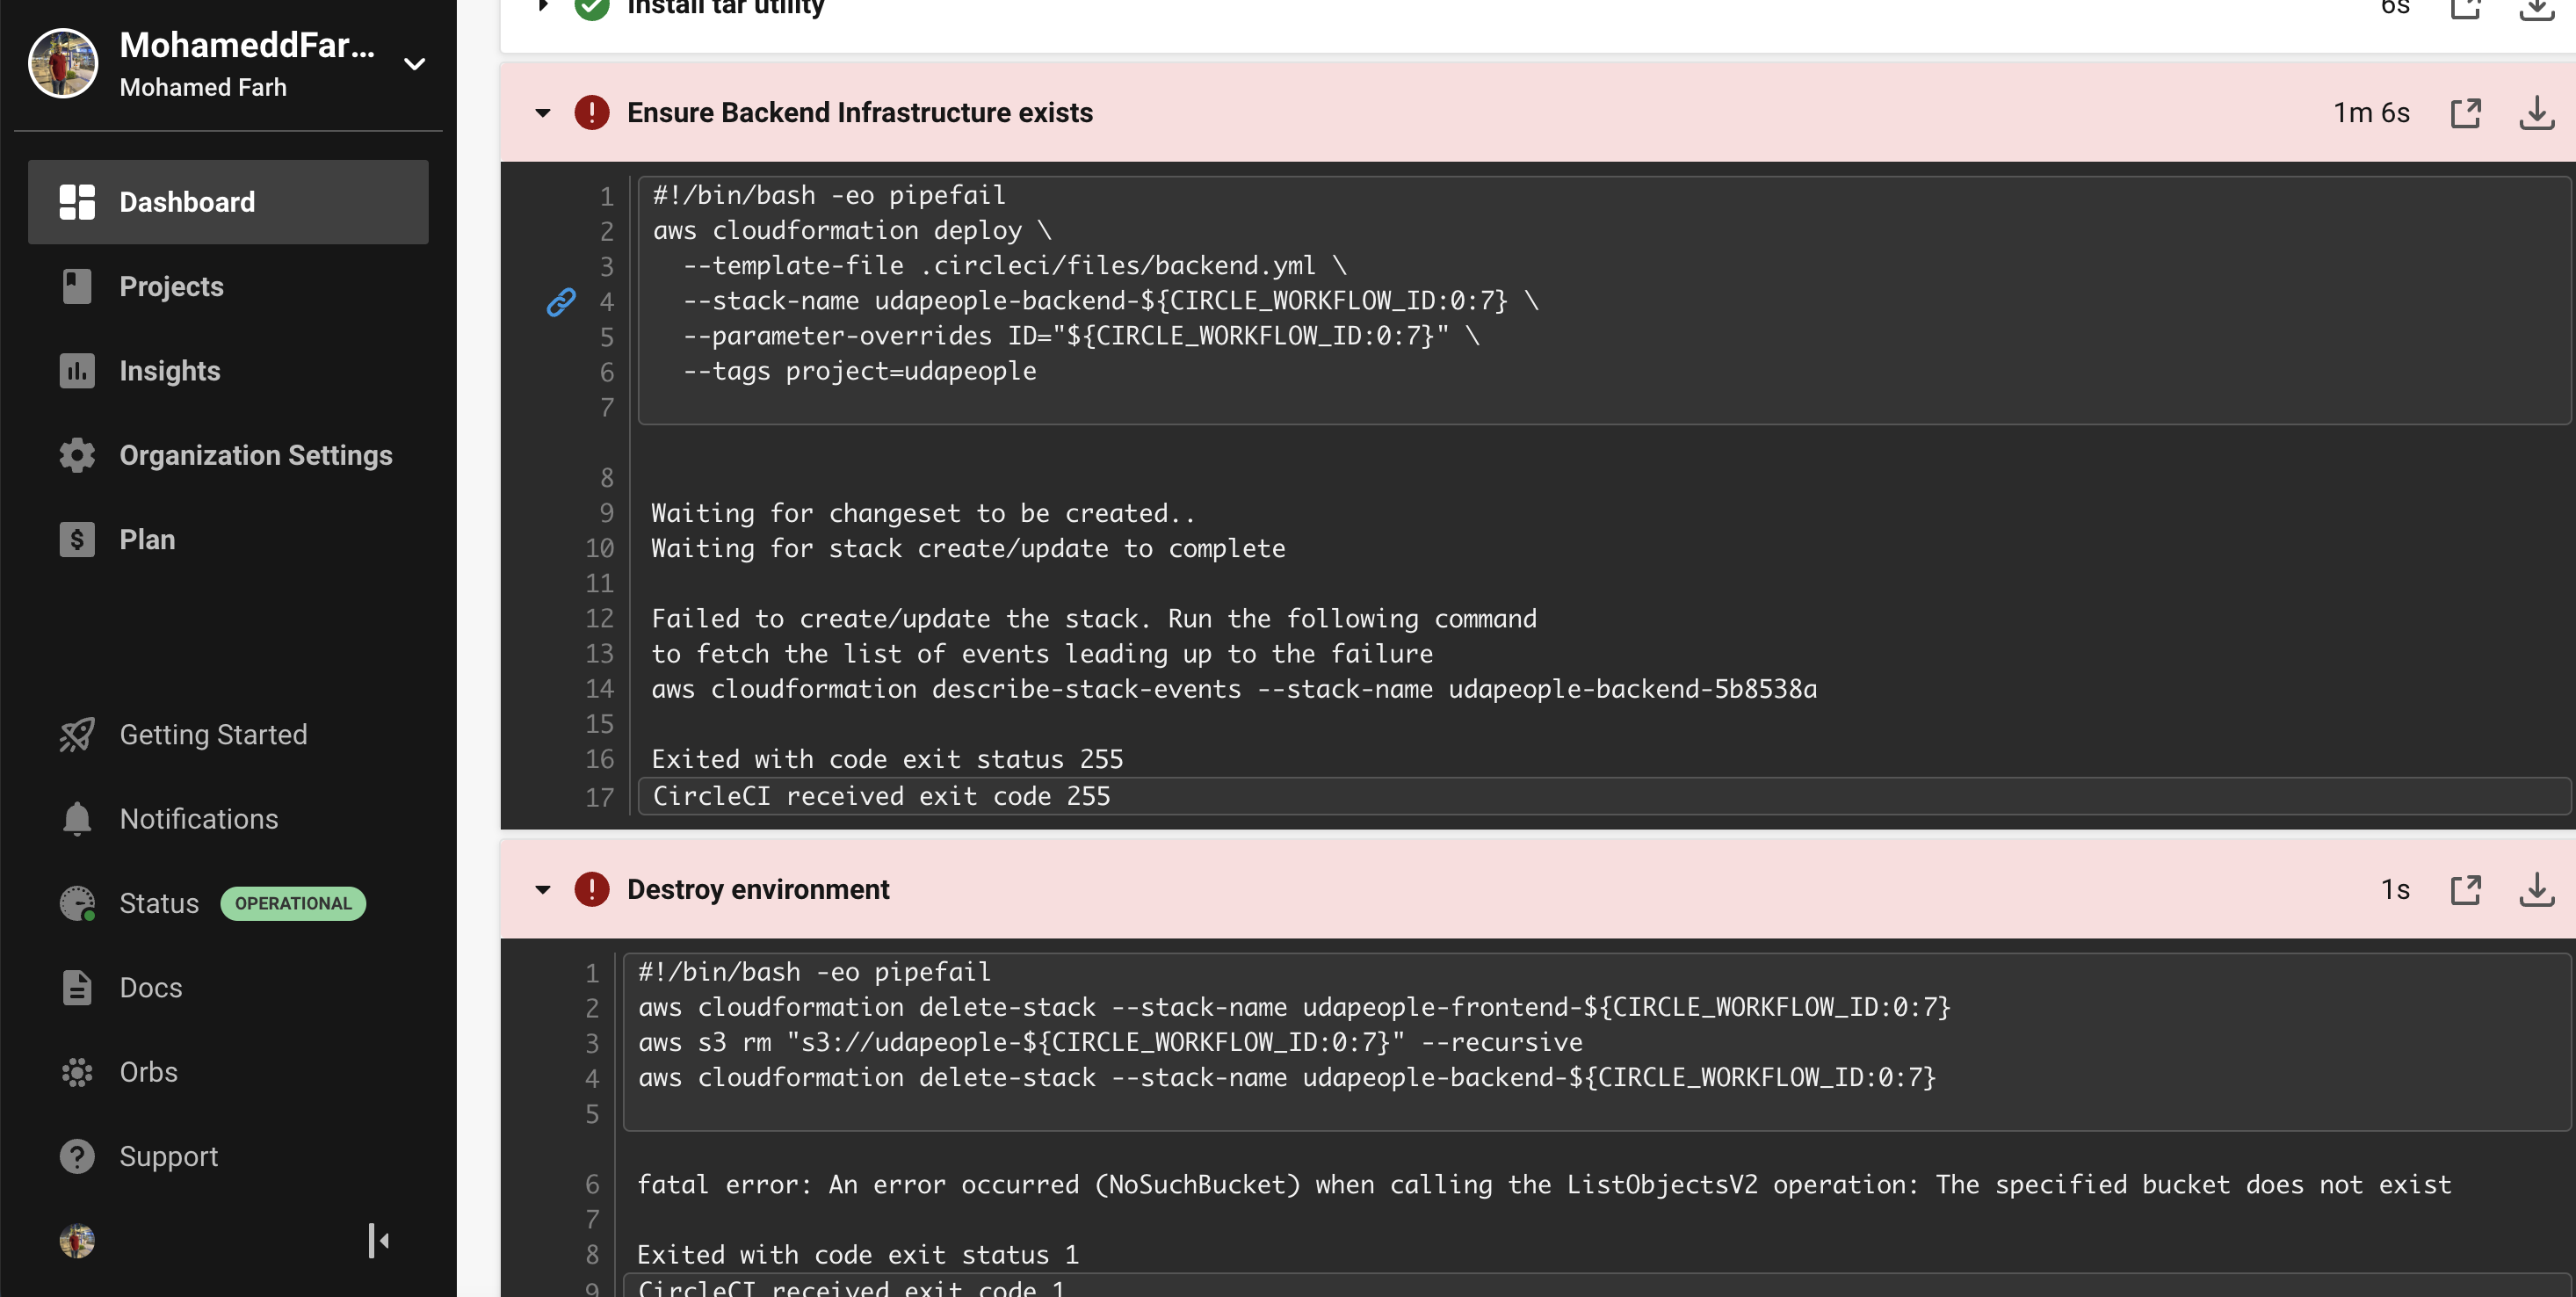 MohameddFar...
Mohamed Farh
Dashboard
Projects
Insights
Organization Settings
$ Plan
Getting Started
Notifications
Status OPERATIONAL
Docs
Orbs
? Support
Install tar utility 6s
! Ensure Backend Infrastructure exists 1m 6s
1 #!/bin/bash -eo pipefail
2 aws cloudformation deploy \
3 --template-file .circleci/files/backend.yml \
4 --stack-name udapeople-backend-${CIRCLE_WORKFLOW_ID:0:7} \
5 --parameter-overrides ID="${CIRCLE_WORKFLOW_ID:0:7}" \
6 --tags project=udapeople
7
8
9 Waiting for changeset to be created..
10 Waiting for stack create/update to complete
11
12 Failed to create/update the stack. Run the following command
13 to fetch the list of events leading up to the failure
14 aws cloudformation describe-stack-events --stack-name udapeople-backend-5b8538a
15
16 Exited with code exit status 255
17 CircleCI received exit code 255
! Destroy environment 1s
1 #!/bin/bash -eo pipefail
2 aws cloudformation delete-stack --stack-name udapeople-frontend-${CIRCLE_WORKFLOW_ID:0:7}
3 aws s3 rm "s3://udapeople-${CIRCLE_WORKFLOW_ID:0:7}" --recursive
4 aws cloudformation delete-stack --stack-name udapeople-backend-${CIRCLE_WORKFLOW_ID:0:7}
5
6 fatal error: An error occurred (NoSuchBucket) when calling the ListObjectsV2 operation: The specified bucket does not exist
7
8 Exited with code exit status 1
9 CircleCI received exit code 1